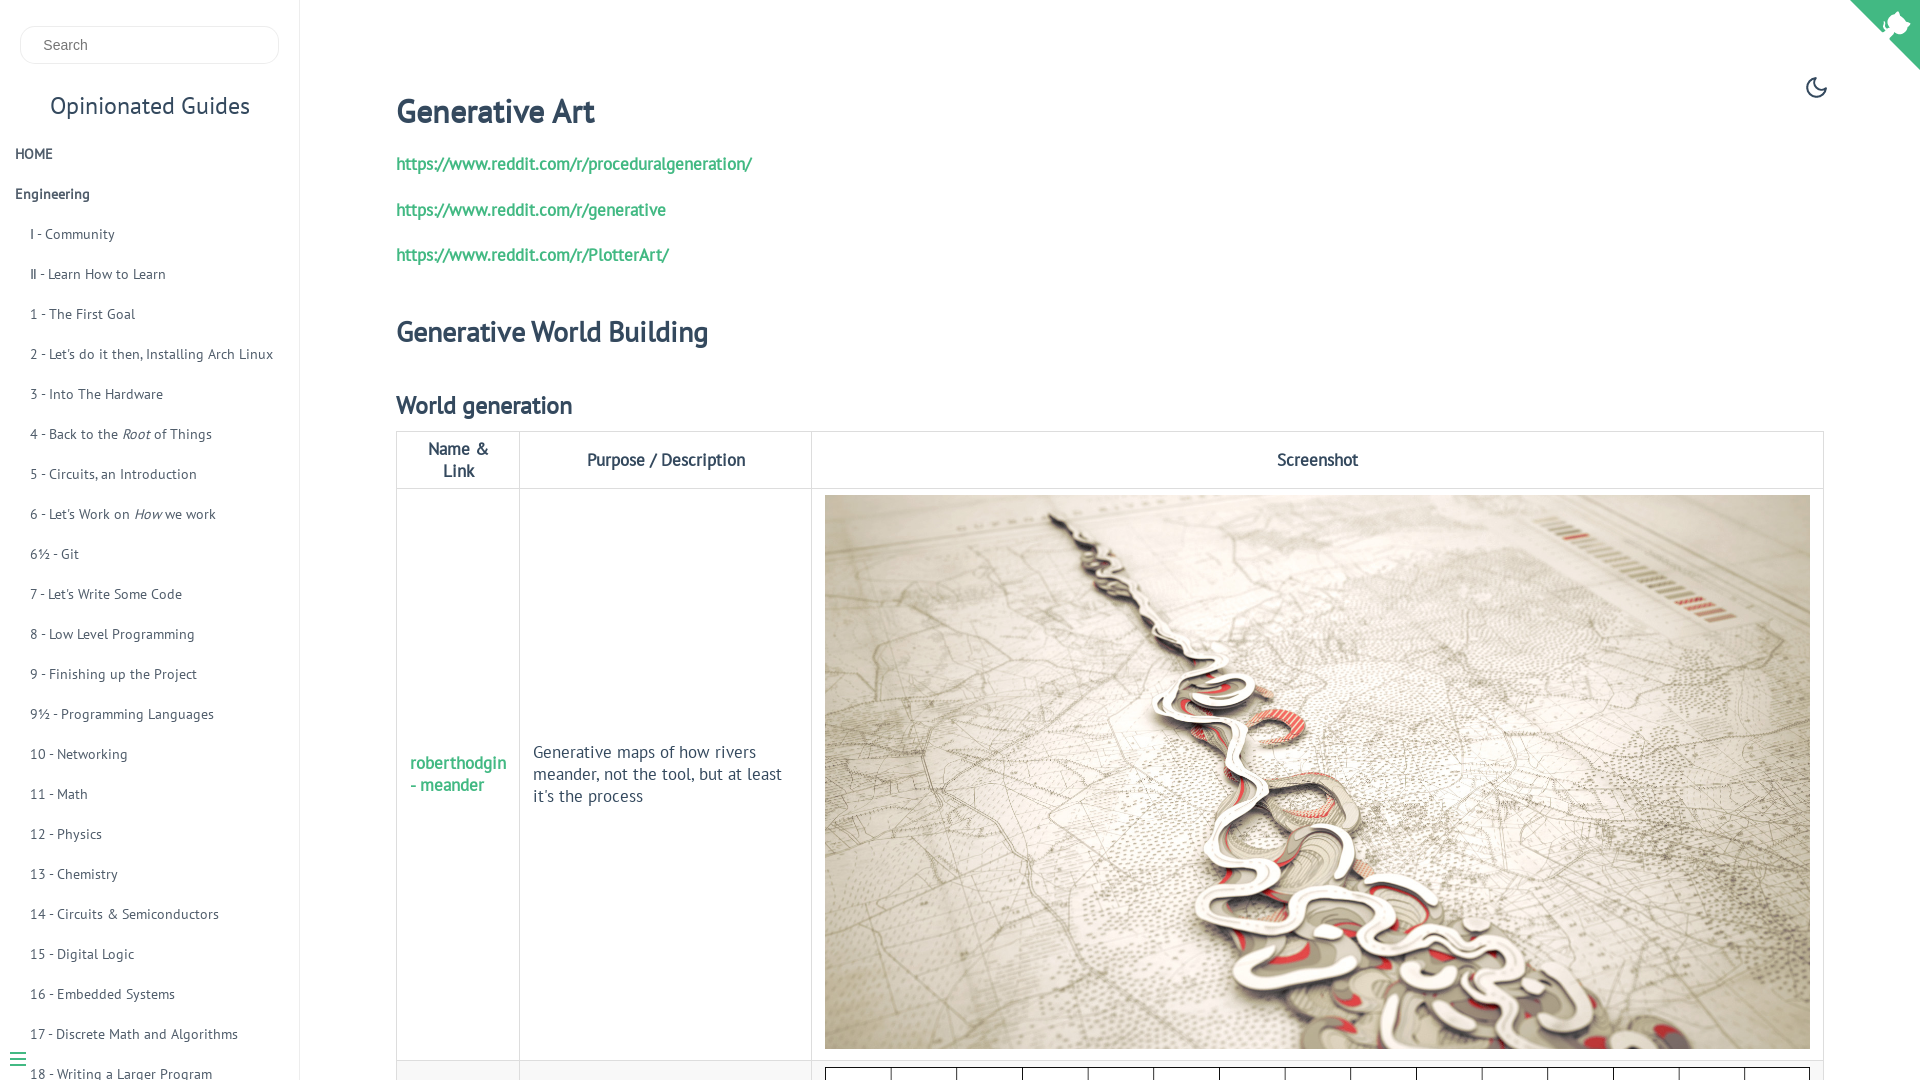 Search
Opinionated Guides
HOME
Engineering
Ⅰ - Community
Ⅱ - Learn How to Learn
1 - The First Goal
2 - Let's do it then, Installing Arch Linux
3 - Into The Hardware
4 - Back to the Root of Things
5 - Circuits, an Introduction
6 - Let's Work on How we work
6½ - Git
7 - Let's Write Some Code
8 - Low Level Programming
9 - Finishing up the Project
9½ - Programming Languages
10 - Networking
11 - Math
12 - Physics
13 - Chemistry
14 - Circuits & Semiconductors
15 - Digital Logic
16 - Embedded Systems
17 - Discrete Math and Algorithms
18 - Writing a Larger Program
Generative Art
https://www.reddit.com/r/proceduralgeneration/
https://www.reddit.com/r/generative
https://www.reddit.com/r/PlotterArt/
Generative World Building
World generation
Name &
Link
Purpose / Description
Screenshot
roberthodgin
- meander
Generative maps of how rivers
meander, not the tool, but at least
it's the process